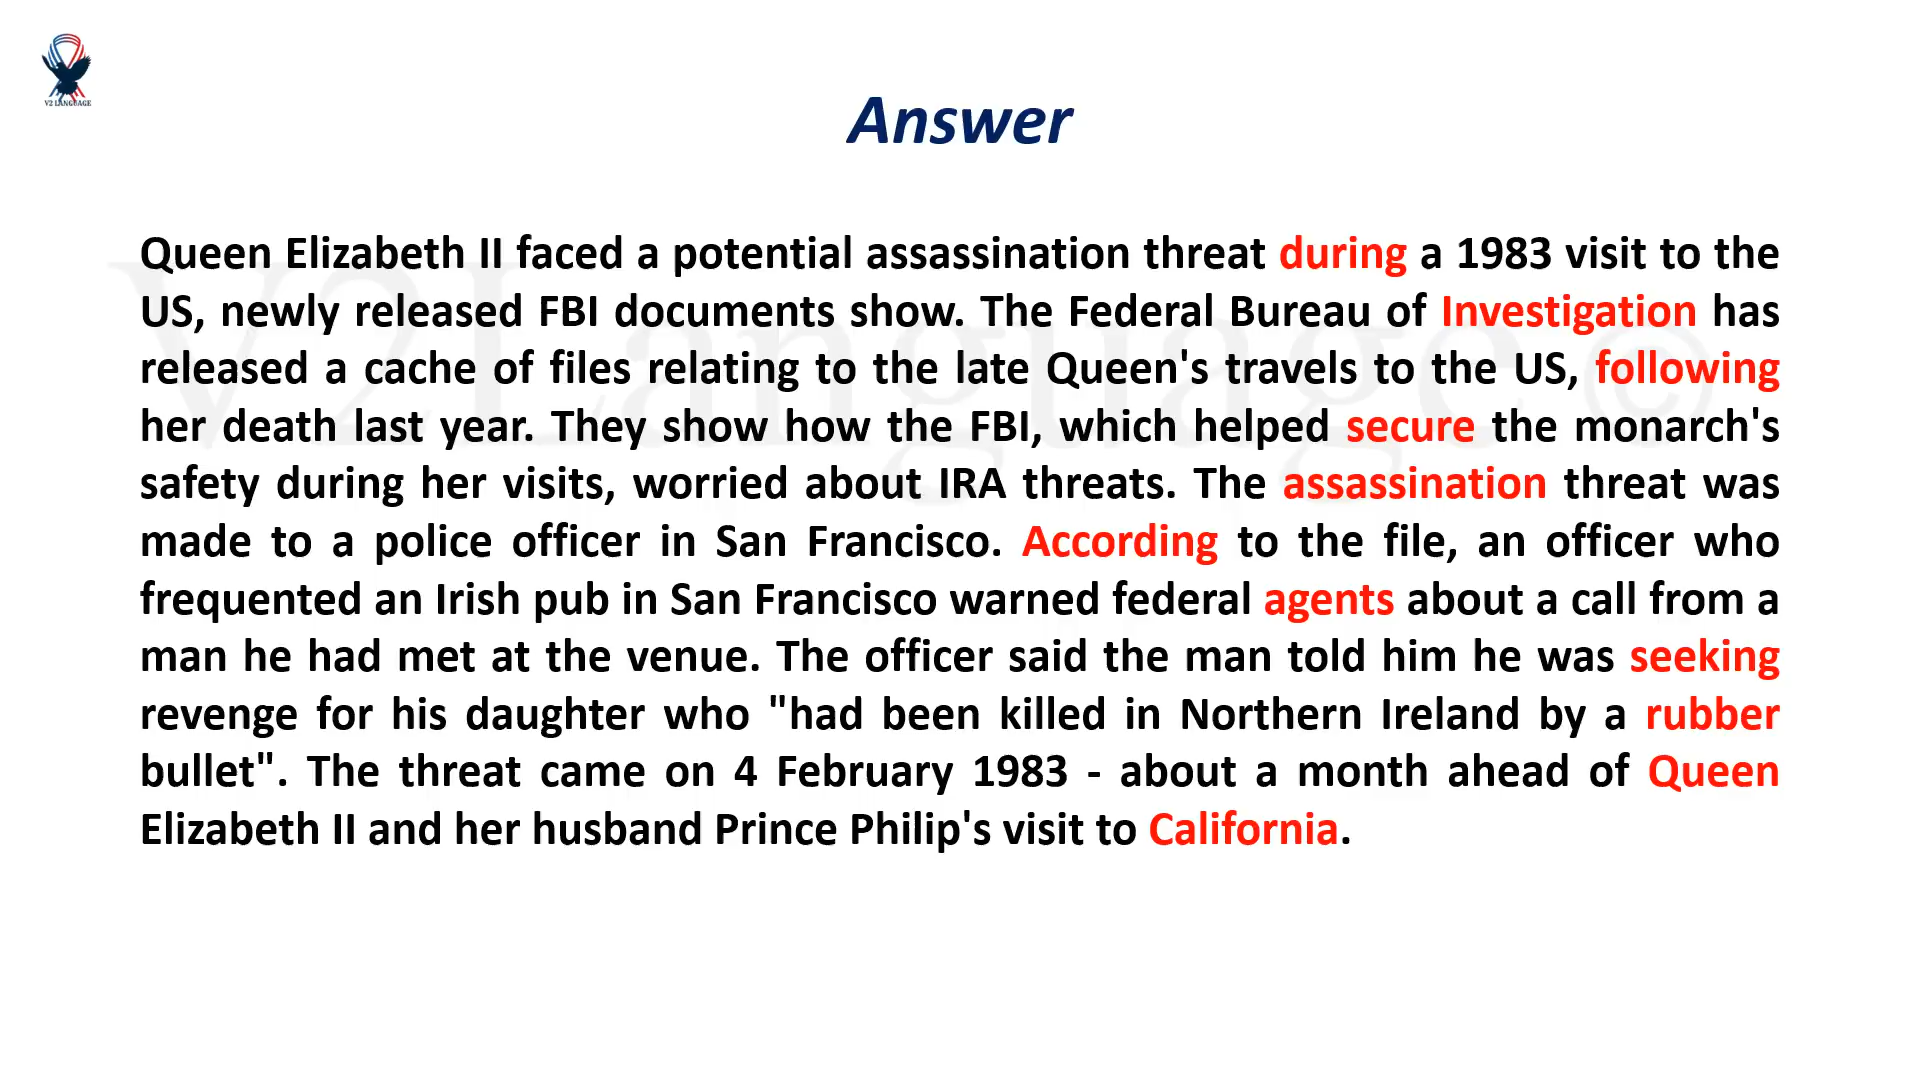 V2 LANGUAGE
Answer
Queen Elizabeth II faced a potential assassination threat during a 1983 visit to the
US, newly released FBI documents show. The Federal Bureau of Investigation has
released a cache of files relating to the late Queen's travels to the US, following
her death last year. They show how the FBI, which helped secure the monarch's
safety during her visits, worried about IRA threats. The assassination threat was
made to a police officer in San Francisco. According to the file, an officer who
frequented an Irish pub in San Francisco warned federal agents about a call from a
man he had met at the venue. The officer said the man told him he was seeking
revenge for his daughter who "had been killed in Northern Ireland by a rubber
bullet". The threat came on 4 February 1983 - about a month ahead of Queen
Elizabeth II and her husband Prince Philip's visit to California.
V2Language ©